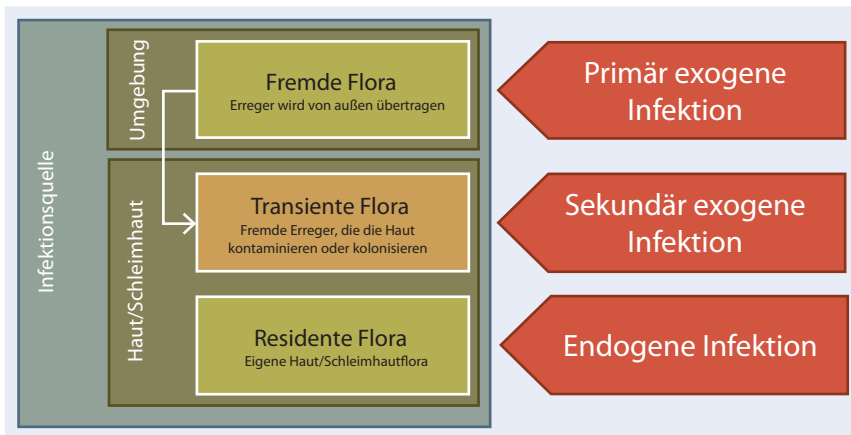 Infektionsquelle
Umgebung
Fremde Flora
Erreger wird von außen übertragen
Primär exogene
Infektion
Haut/Schleimhaut
Transiente Flora
Fremde Erreger, die die Haut
kontaminieren oder kolonisieren
Sekundär exogene
Infektion
Residente Flora
Eigene Haut/Schleimhautflora
Endogene Infektion